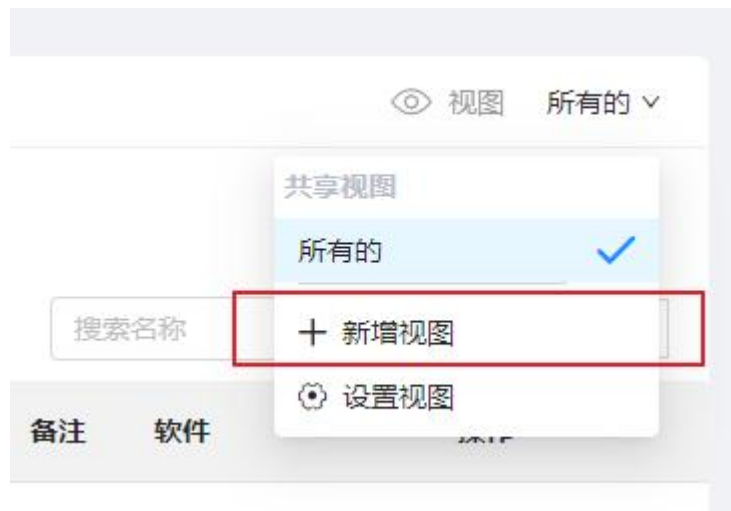 视图 所有的
共享视图
所有的
搜索名称
新增视图
设置视图
备注 软件